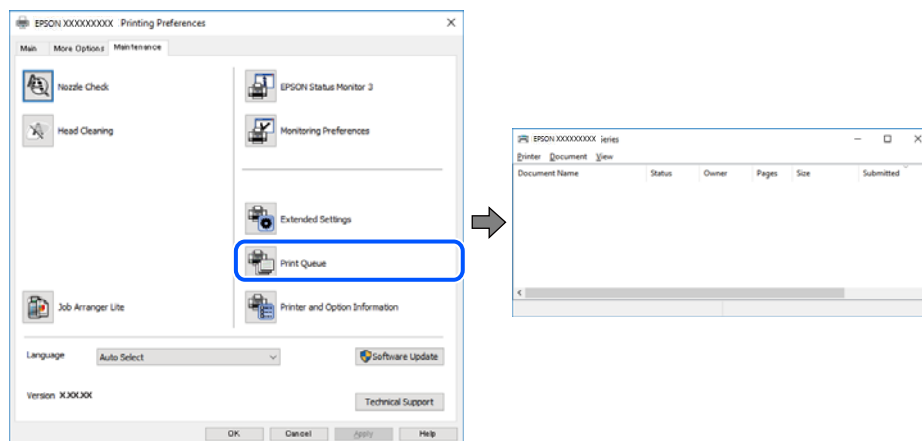 EPSON XXXXXXXXX Printing Preferences
Main More Options Maintenance
Nozzle Check
EPSON Status Monitor 3
Head Cleaning
Monitoring Preferences
Extended Settings
Print Queue
Job Arranger Lite
Printer and Option Information
Language Auto Select Software Update
Version X.XX.XX
Technical Support
OK Cancel Apply Help
EPSON XXXXXXXXX ieries
Printer Document View
Document Name Status Owner Pages Size Submitted